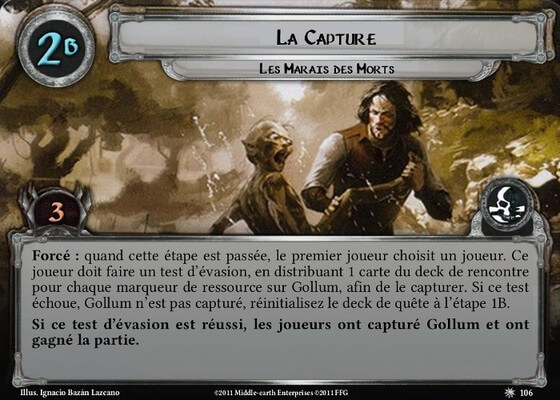 2B
La Capture
Les Marais des Morts
3
Forcé : quand cette étape est passée, le premier joueur choisit un joueur. Ce
joueur doit faire un test d'évasion, en distribuant 1 carte du deck de rencontre
pour chaque marqueur de ressource sur Gollum, afin de le capturer. Si ce test
échoue, Gollum n'est pas capturé, réinitialisez le deck de quête à l'étape 1B.
Si ce test d'évasion est réussi, les joueurs ont capturé Gollum et ont
gagné la partie.
Illus. Ignacio Bazán Lazcano ©2011 Middle-earth Enterprises ©2011 FFG 106